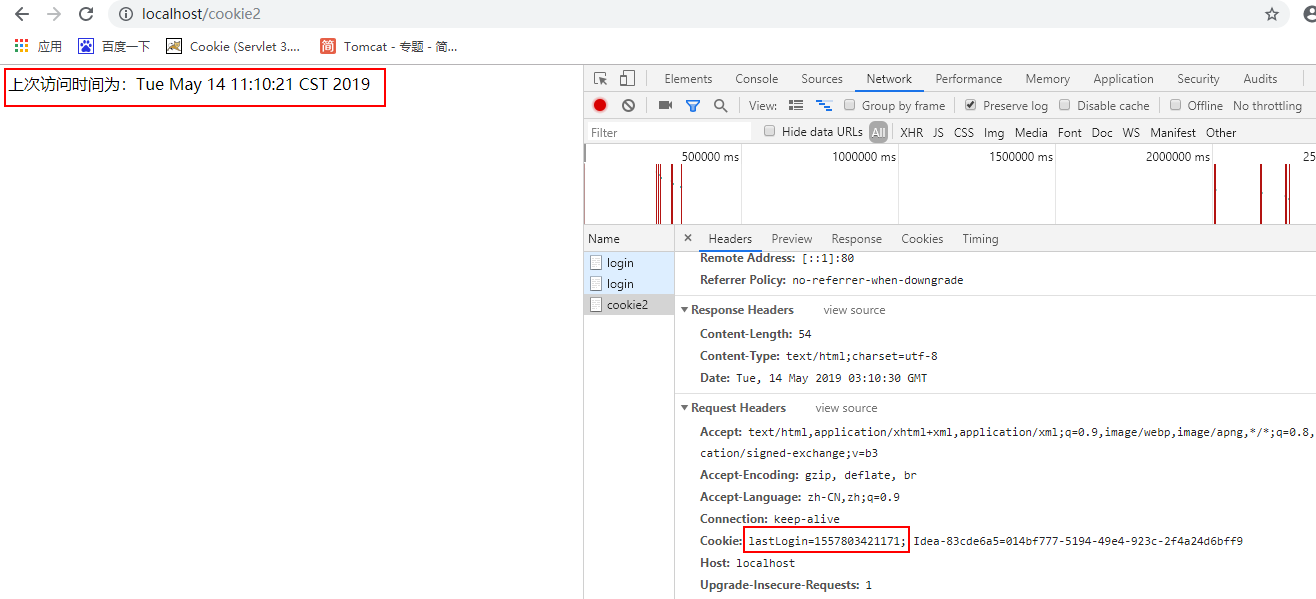 localhost/cookie2
应用 百度一下 Cookie (Servlet 3.... 简 Tomcat - 专题 - 简...
上次访问时间为：Tue May 14 11:10:21 CST 2019
Elements Console Sources Network Performance Memory Application Security Audits
View: Group by frame Preserve log Disable cache Offline No throttling
Filter Hide data URLs All XHR JS CSS Img Media Font Doc WS Manifest Other
500000 ms 1000000 ms 1500000 ms 2000000 ms 25
Name × Headers Preview Response Cookies Timing
login
login
cookie2
Remote Address: [::1]:80
Referrer Policy: no-referrer-when-downgrade
Response Headers view source
Content-Length: 54
Content-Type: text/html;charset=utf-8
Date: Tue, 14 May 2019 03:10:30 GMT
Request Headers view source
Accept: text/html,application/xhtml+xml,application/xml;q=0.9,image/webp,image/apng,*/*;q=0.8,
cation/signed-exchange;v=b3
Accept-Encoding: gzip, deflate, br
Accept-Language: zh-CN,zh;q=0.9
Connection: keep-alive
Cookie: lastLogin=1557803421171; Idea-83cde6a5=014bf777-5194-49e4-923c-2f4a24d6bff9
Host: localhost
Upgrade-Insecure-Requests: 1